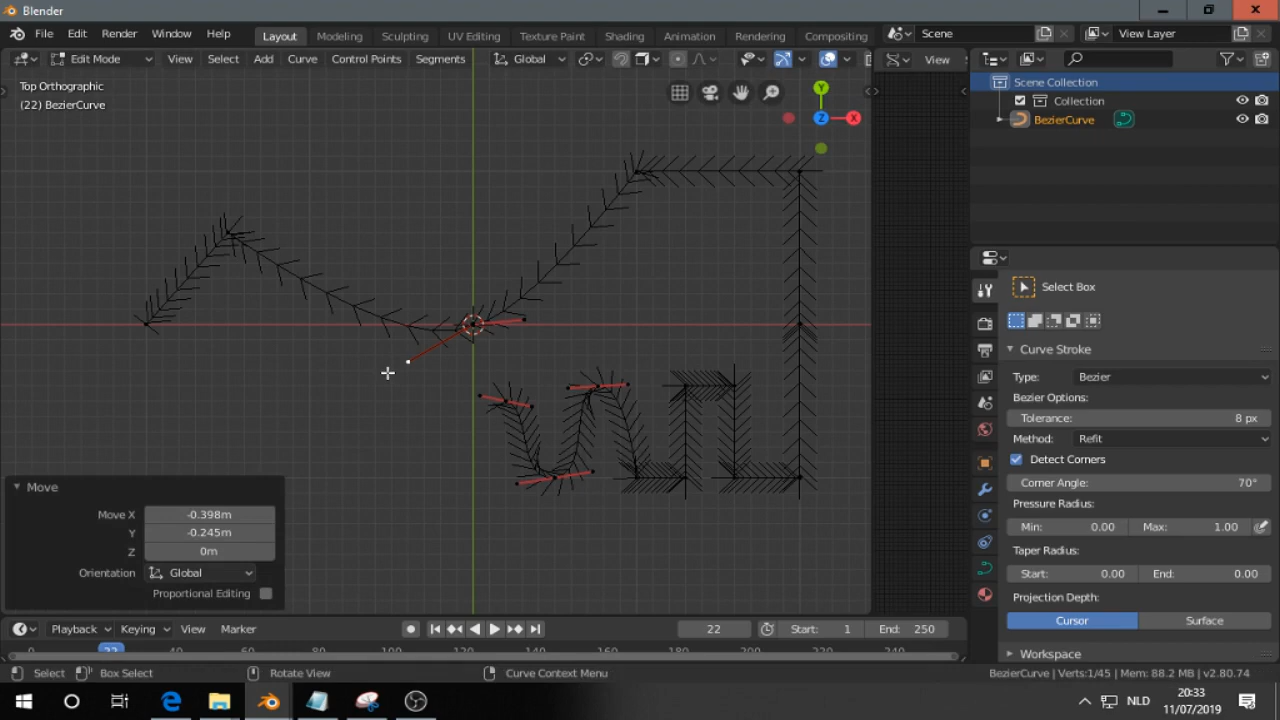 Blender
File Edit Render Window Help
Layout Modeling Sculpting UV Editing Texture Paint Shading Animation Rendering Compositing
Scene
View Layer
Edit Mode View Select Add Curve Control Points Segments
Global
View
Top Orthographic
(22) BezierCurve
Y
Z
X
Scene Collection
Collection
BezierCurve
Select Box
Curve Stroke
Type: Bezier
Bezier Options:
Tolerance: 8 px
Method: Refit
Detect Corners
Corner Angle: 70°
Pressure Radius:
Min: 0.00 Max: 1.00
Taper Radius:
Start: 0.00 End: 0.00
Projection Depth:
Cursor Surface
Workspace
Move
Move X -0.398m
Y -0.245m
Z 0m
Orientation Global
Proportional Editing
Playback Keying View Marker
22
Start: 1 End: 250
Select Box Select Rotate View Curve Context Menu
BezierCurve | Verts:1/45 | Mem: 88.2 MB | v2.80.74
NLD
20:33
11/07/2019